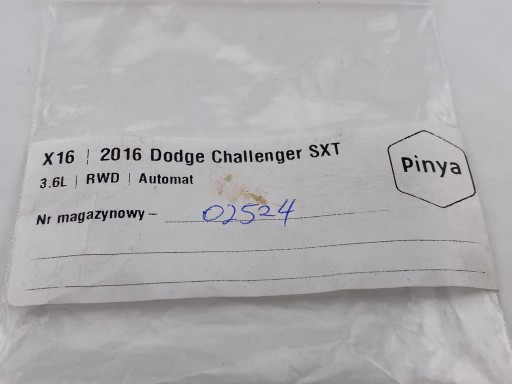 X16 | 2016 Dodge Challenger SXT
3.6L | RWD | Automat
Pinya
Nr magazynowy – 02524